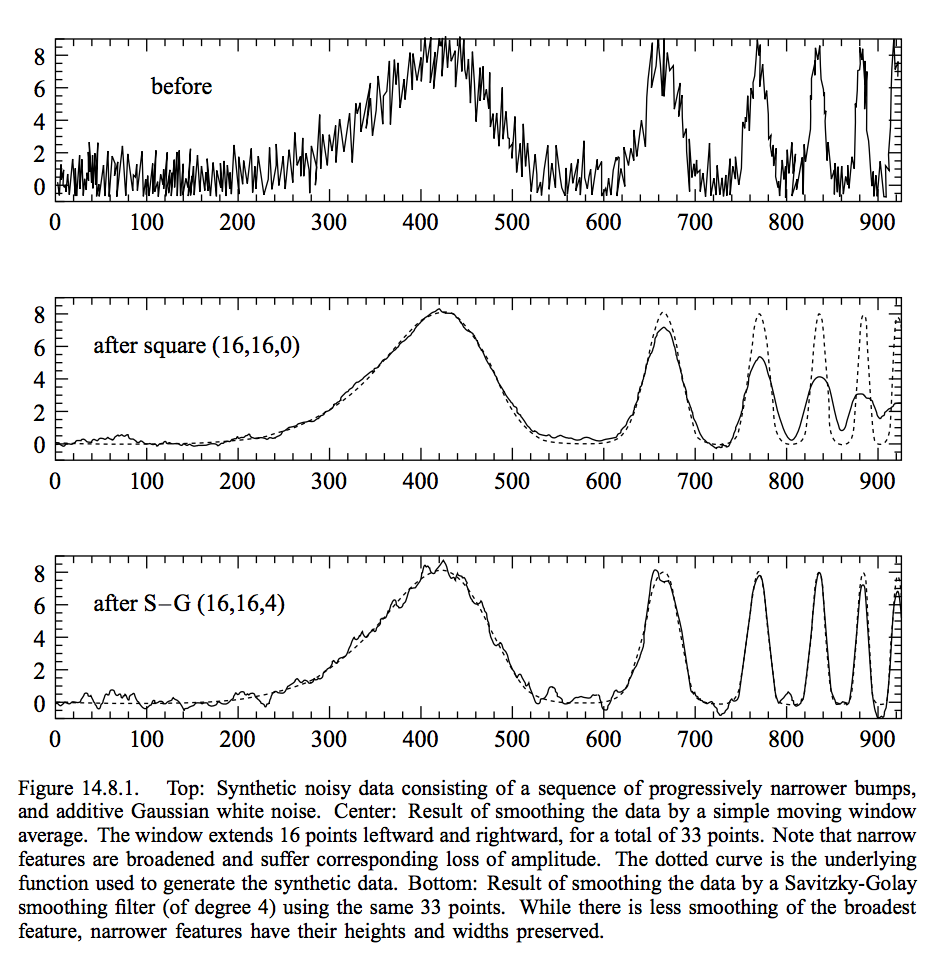 8
before
6
4
2
0
0 100 200 300 400 500 600 700 800 900
8
after square (16,16,0)
6
4
2
0
0 100 200 300 400 500 600 700 800 900
8
after S−G (16,16,4)
6
4
2
0
0 100 200 300 400 500 600 700 800 900
Figure 14.8.1. Top: Synthetic noisy data consisting of a sequence of progressively narrower bumps,
and additive Gaussian white noise. Center: Result of smoothing the data by a simple moving window
average. The window extends 16 points leftward and rightward, for a total of 33 points. Note that narrow
features are broadened and suffer corresponding loss of amplitude. The dotted curve is the underlying
function used to generate the synthetic data. Bottom: Result of smoothing the data by a Savitzky-Golay
smoothing filter (of degree 4) using the same 33 points. While there is less smoothing of the broadest
feature, narrower features have their heights and widths preserved.